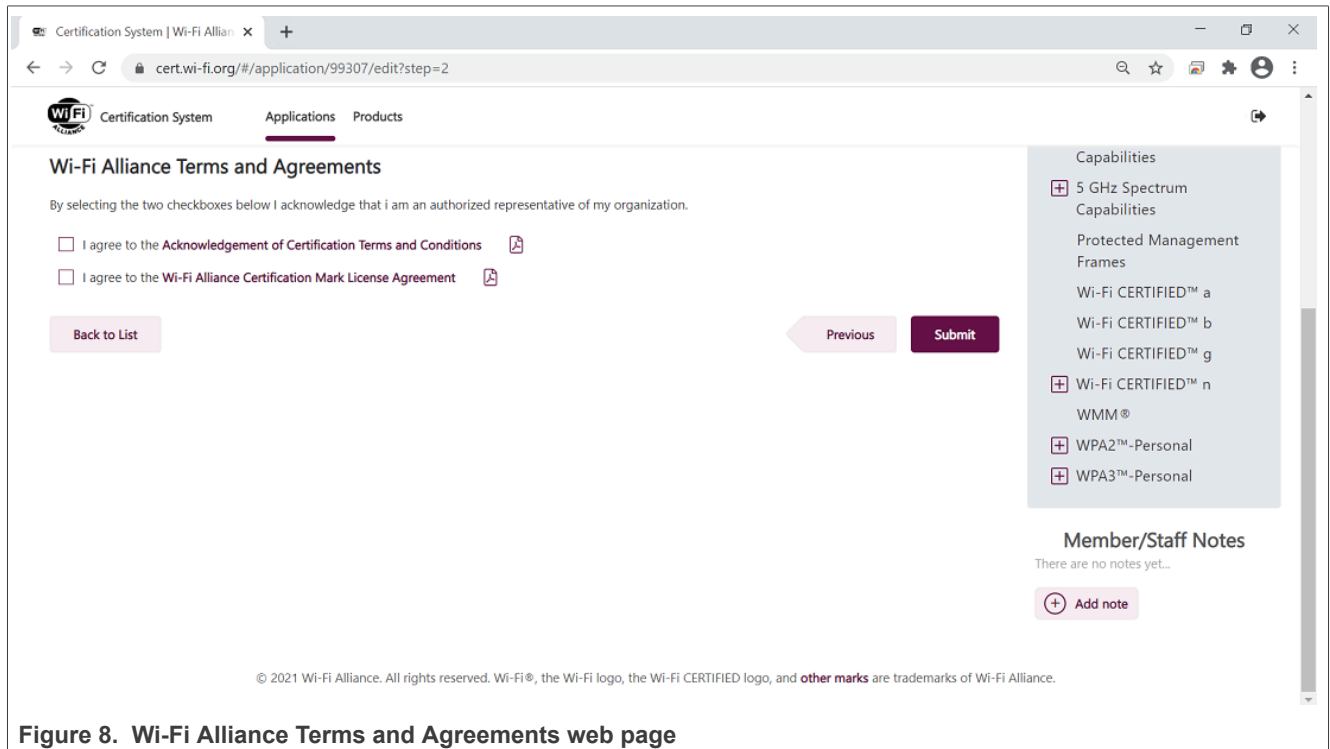 Certification System | Wi-Fi Allian
cert.wi-fi.org/#/application/99307/edit?step=2
Wi Fi
ALLIANCE
Certification System
Applications
Products
Wi-Fi Alliance Terms and Agreements
By selecting the two checkboxes below I acknowledge that i am an authorized representative of my organization.
I agree to the Acknowledgement of Certification Terms and Conditions
I agree to the Wi-Fi Alliance Certification Mark License Agreement
Back to List
Previous
Submit
Capabilities
5 GHz Spectrum
Capabilities
Protected Management
Frames
Wi-Fi CERTIFIED™ a
Wi-Fi CERTIFIED™ b
Wi-Fi CERTIFIED™ g
Wi-Fi CERTIFIED™ n
WMM®
WPA2™-Personal
WPA3™-Personal
Member/Staff Notes
There are no notes yet...
Add note
© 2021 Wi-Fi Alliance. All rights reserved. Wi-Fi®, the Wi-Fi logo, the Wi-Fi CERTIFIED logo, and other marks are trademarks of Wi-Fi Alliance.
Figure 8. Wi-Fi Alliance Terms and Agreements web page